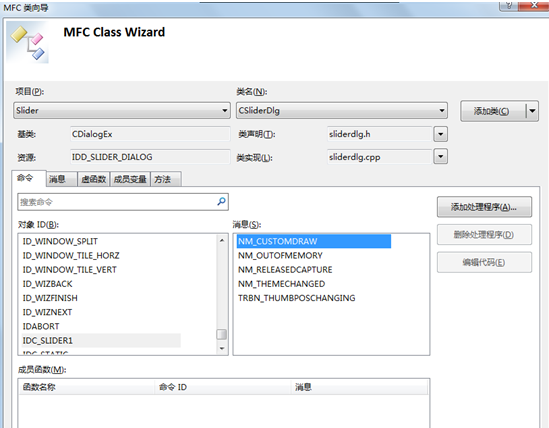 MFC 类向导
MFC Class Wizard
项目(P):
类名(N):
Slider
CSliderDlg
添加类(C)
基类:
CDialogEx
类声明(T):
sliderdlg.h
资源:
IDD_SLIDER_DIALOG
类实现(L):
sliderdlg.cpp
命令
消息
虚函数
成员变量
方法
搜索命令
添加处理程序(A)...
对象 ID(B):
消息(S):
删除处理程序(D)
编辑代码(E)
ID_WINDOW_SPLIT
ID_WINDOW_TILE_HORZ
ID_WINDOW_TILE_VERT
ID_WIZBACK
ID_WIZFINISH
ID_WIZNEXT
IDABORT
IDC_SLIDER1
IDC_STATIC
NM_CUSTOMDRAW
NM_OUTOFMEMORY
NM_RELEASEDCAPTURE
NM_THEMECHANGED
TRBN_THUMBPOSCHANGING
成员函数(M):
函数名称
命令 ID
消息